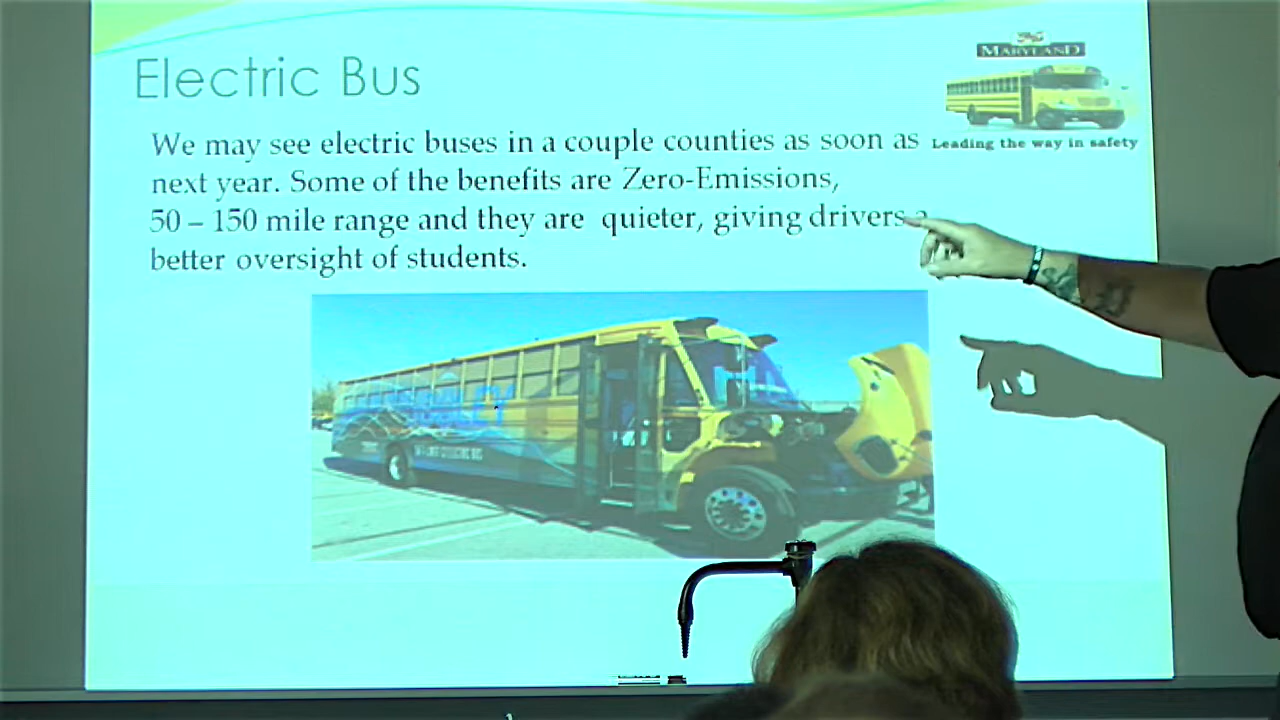 Electric Bus
MARYLAND
Leading the way in safety
We may see electric buses in a couple counties as soon as
next year. Some of the benefits are Zero-Emissions,
50 – 150 mile range and they are quieter, giving drivers a
better oversight of students.